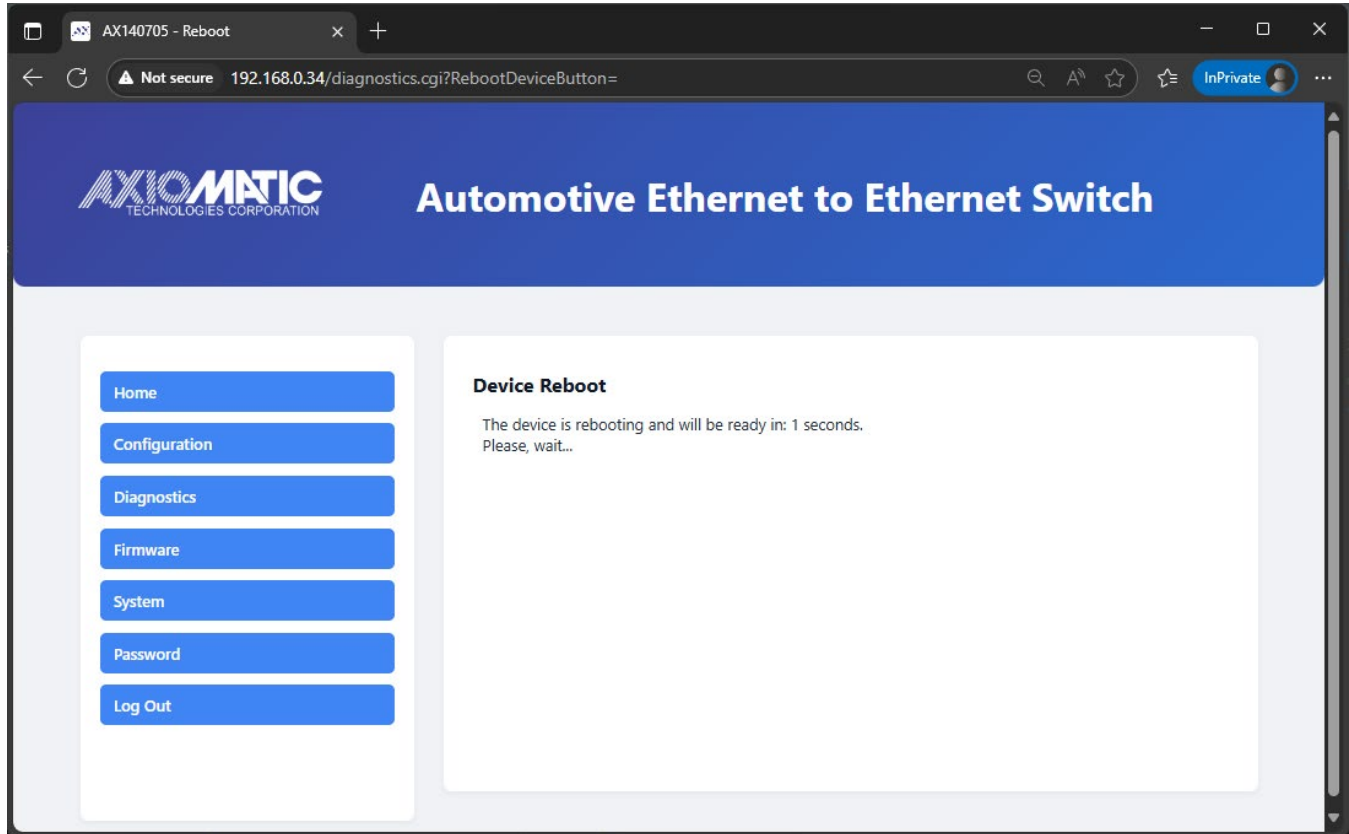 AX140705 - Reboot
Not secure 192.168.0.34/diagnostics.cgi?RebootDeviceButton=
InPrivate
AXIOMATIC
TECHNOLOGIES CORPORATION
Automotive Ethernet to Ethernet Switch
Home
Configuration
Diagnostics
Firmware
System
Password
Log Out
Device Reboot
The device is rebooting and will be ready in: 1 seconds.
Please, wait...